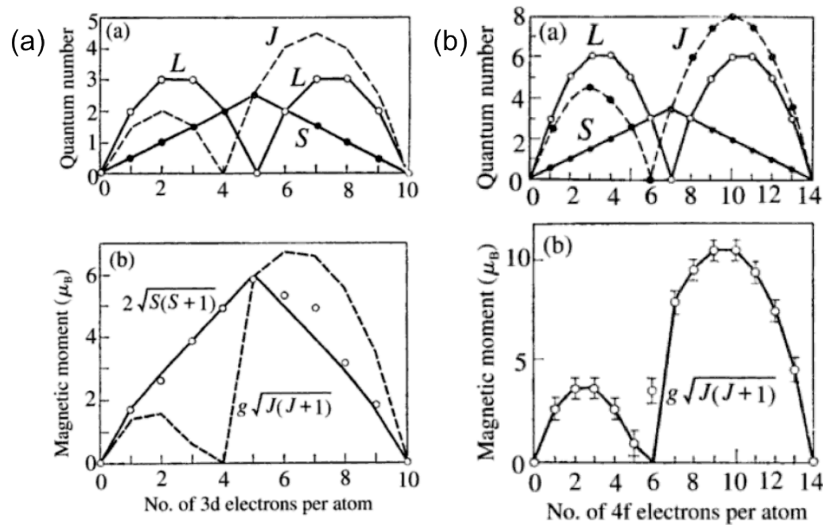 (a)
(a)
Quantum number
5
4
3
2
1
0
L
J
L
S
0 2 4 6 8 10
(b)
Magnetic moment (μB)
6
4
2
0
2√S(S+1)
g√J(J+1)
0 2 4 6 8 10
No. of 3d electrons per atom
(b)
(a)
Quantum number
8
6
4
2
0
L
J
S
0 2 4 6 8 10 12 14
(b)
Magnetic moment (μB)
10
5
0
g√J(J+1)
0 2 4 6 8 10 12 14
No. of 4f electrons per atom